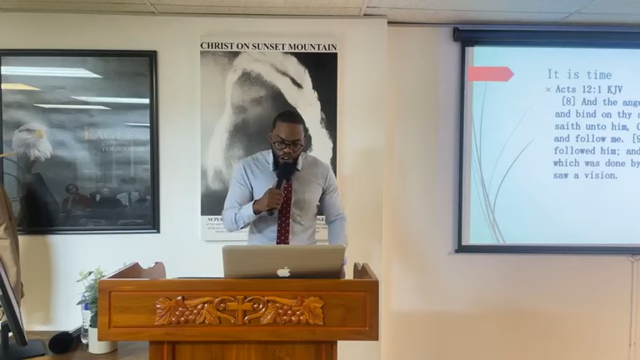 CHRIST ON SUNSET MOUNTAIN
It is time
Acts 12:1 KJV
[8] And the ange
and bind on thy s
saith unto him, C
and follow me. [9
followed him; and
which was done by
saw a vision.